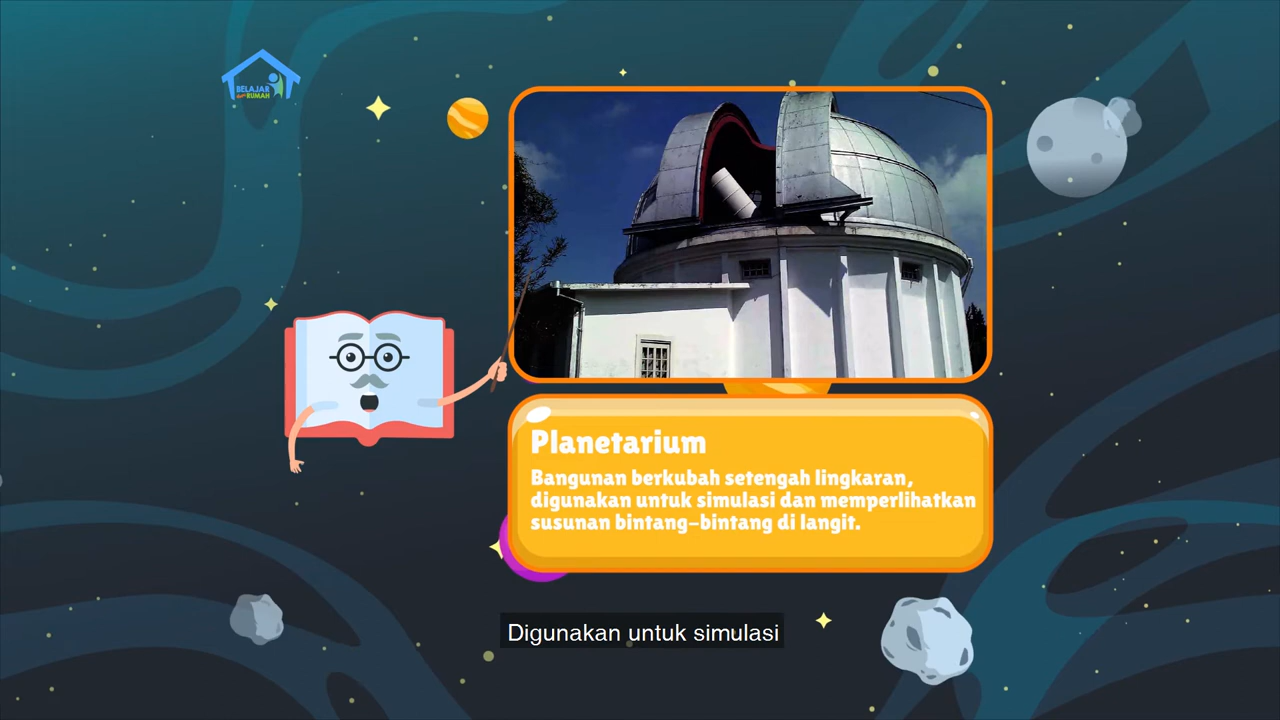 BELAJAR
dari RUMAH
Planetarium
Bangunan berkubah setengah lingkaran,
digunakan untuk simulasi dan memperlihatkan
susunan bintang-bintang di langit.
Digunakan untuk simulasi